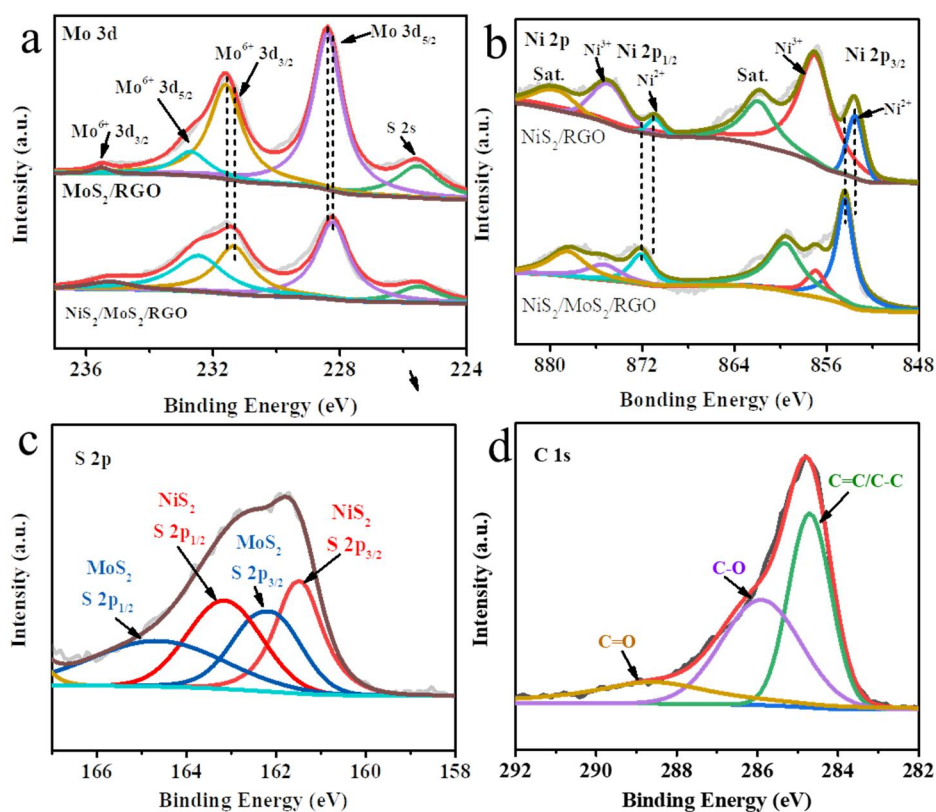 a
Mo 3d
Mo⁶⁺ 3d₃/₂
Mo⁶⁺ 3d₅/₂
Mo⁶⁺ 3d₃/₂
Mo 3d₅/₂
S 2s
MoS₂/RGO
NiS₂/MoS₂/RGO
Intensity (a.u.)
236 231 228 224
Binding Energy (eV)
b
Ni 2p
Sat.
Ni³⁺
Ni 2p₁/₂
Ni²⁺
Sat.
Ni³⁺
Ni 2p₃/₂
Ni²⁺
NiS₂/RGO
NiS₂/MoS₂/RGO
Intensity (a.u.)
880 872 864 856 848
Bonding Energy (eV)
c
S 2p
MoS₂
S 2p₁/₂
NiS₂
S 2p₁/₂
MoS₂
S 2p₃/₂
NiS₂
S 2p₃/₂
Intensity (a.u.)
166 163 161 160 158
Binding Energy (eV)
d
C 1s
C=O
C-O
C=C/C-C
Intensity (a.u.)
292 290 288 286 284 282
Binding Energy (eV)